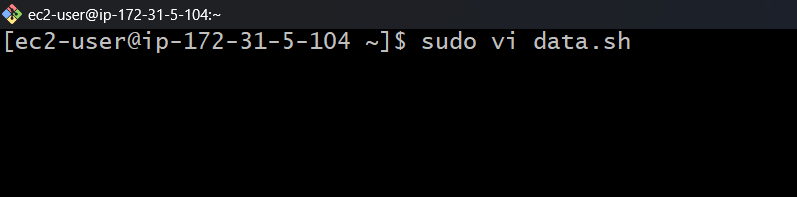 ec2-user@ip-172-31-5-104:~
[ec2-user@ip-172-31-5-104 ~]$ sudo vi data.sh